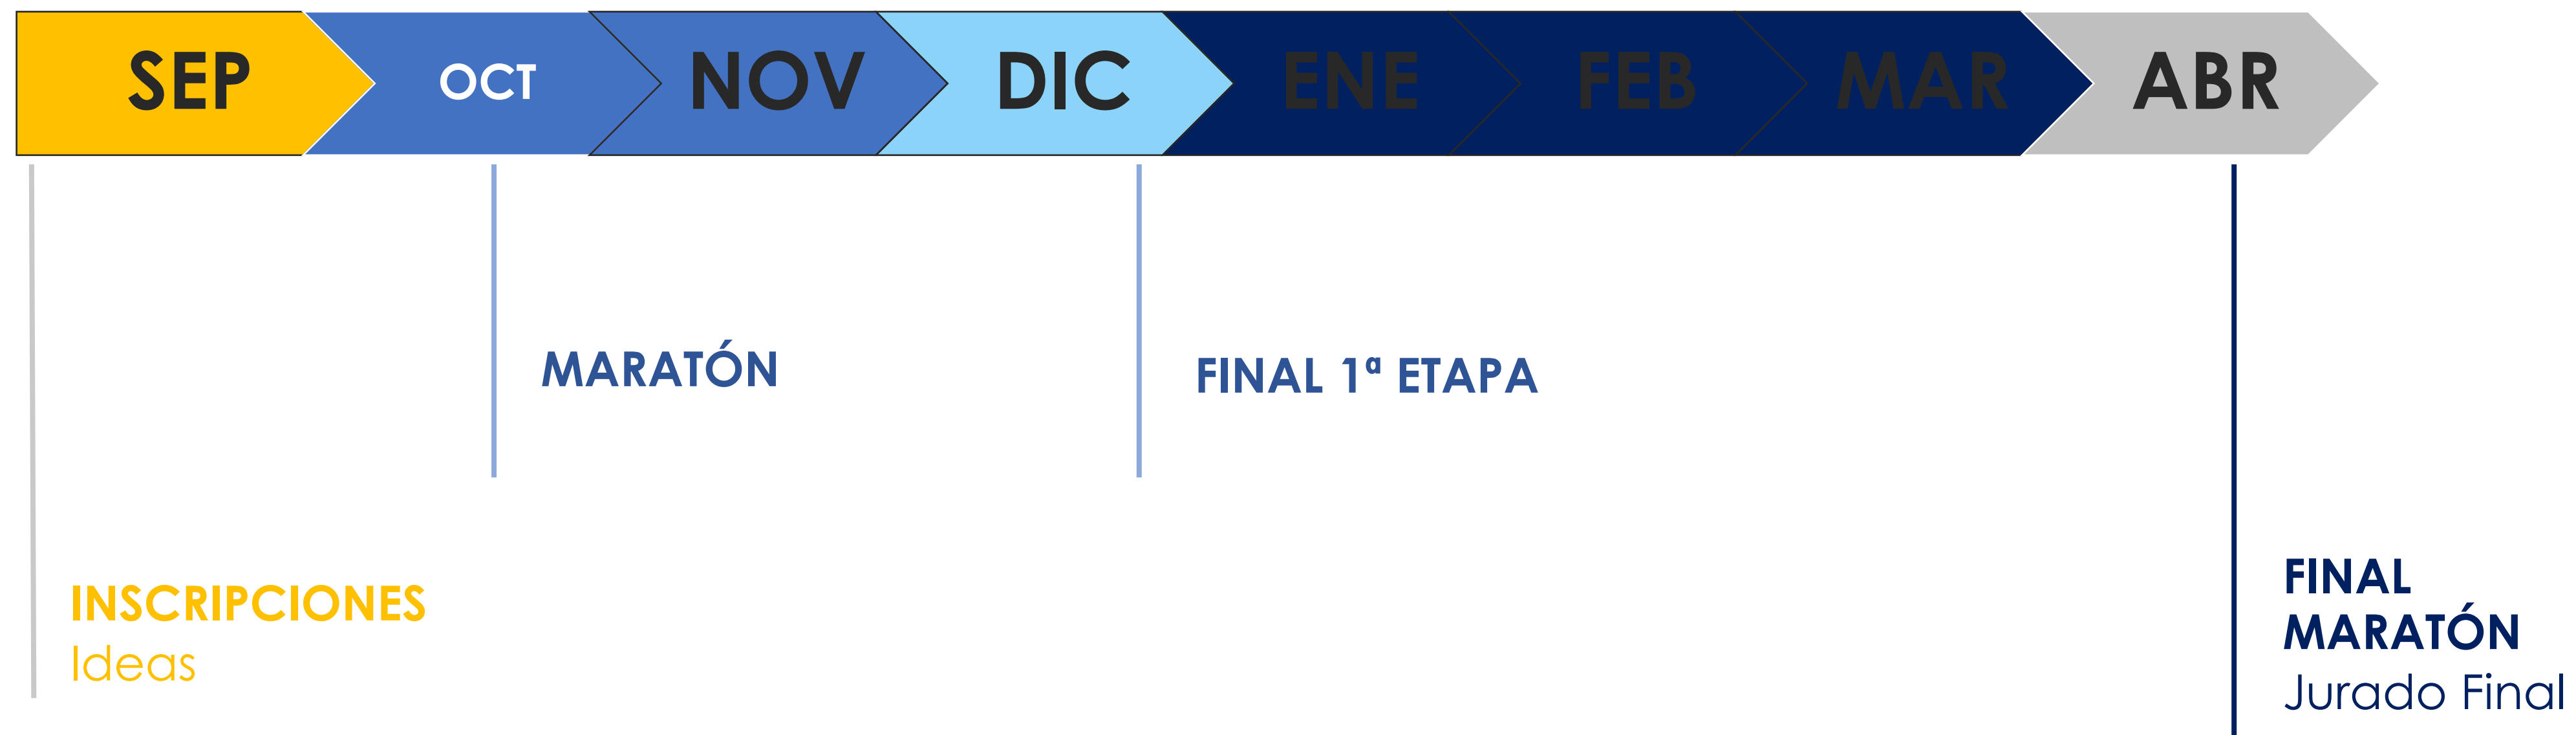 SEP OCT NOV DIC ENE FEB MAR ABR
MARATÓN
FINAL 1ª ETAPA
INSCRIPCIONES
Ideas
FINAL
MARATÓN
Jurado Final